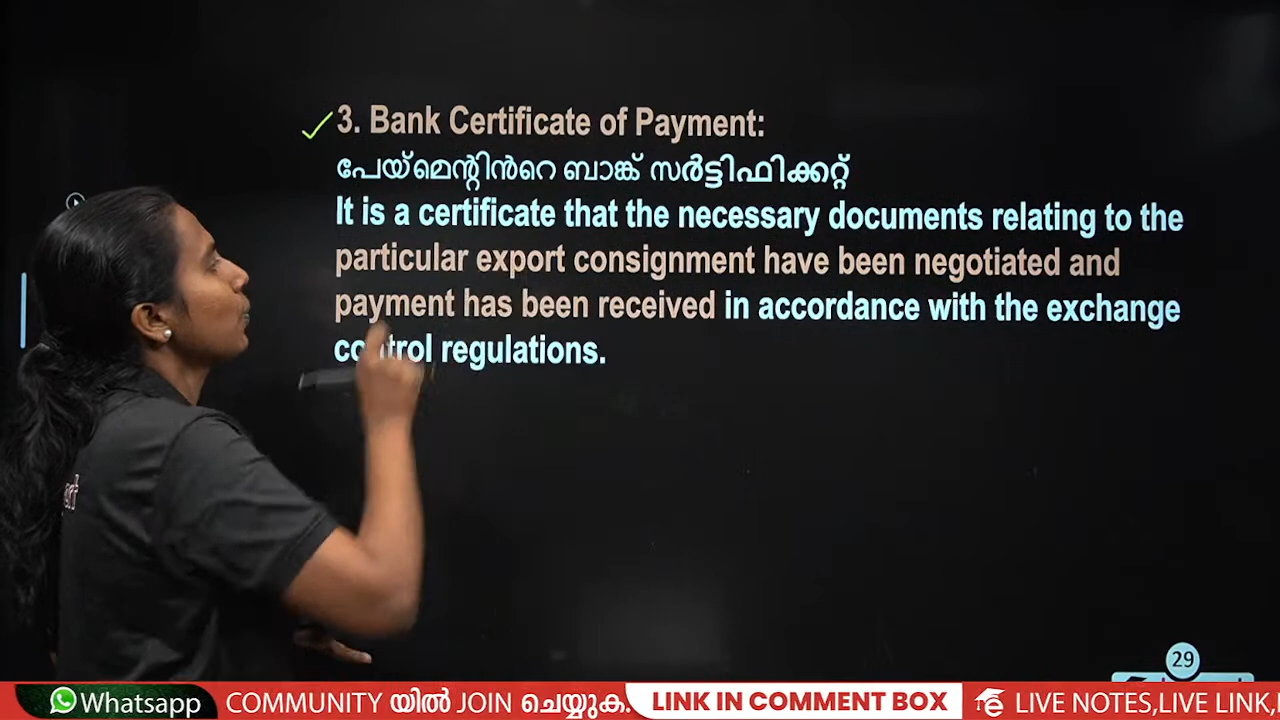 3. Bank Certificate of Payment:
പേയ്മെന്റിൻറെ ബാങ്ക് സർട്ടിഫിക്കറ്റ്
It is a certificate that the necessary documents relating to the
particular export consignment have been negotiated and
payment has been received in accordance with the exchange
control regulations.
29
Whatsapp COMMUNITY യിൽ JOIN ചെയ്യുക. LINK IN COMMENT BOX LIVE NOTES,LIVE LINK,